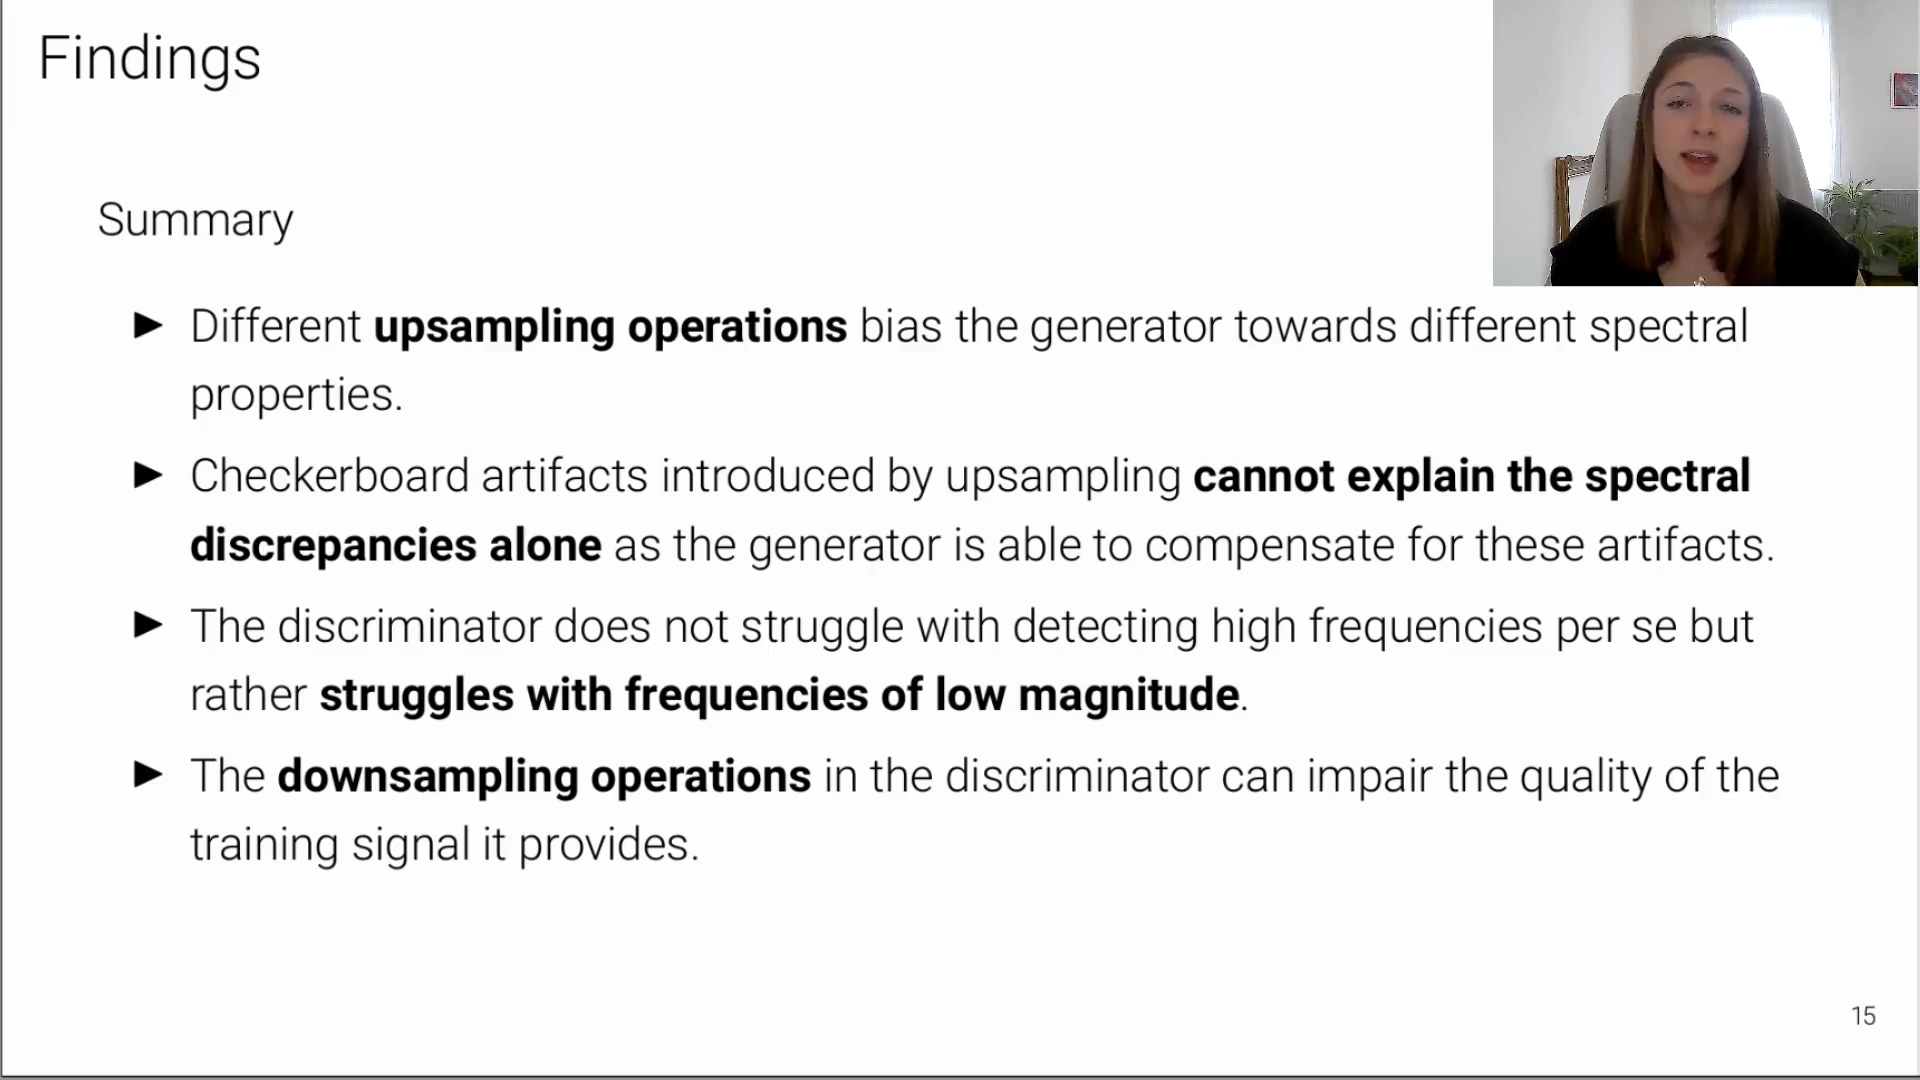 Findings
Summary
► Different upsampling operations bias the generator towards different spectral
properties.
► Checkerboard artifacts introduced by upsampling cannot explain the spectral
discrepancies alone as the generator is able to compensate for these artifacts.
► The discriminator does not struggle with detecting high frequencies per se but
rather struggles with frequencies of low magnitude.
► The downsampling operations in the discriminator can impair the quality of the
training signal it provides.
15